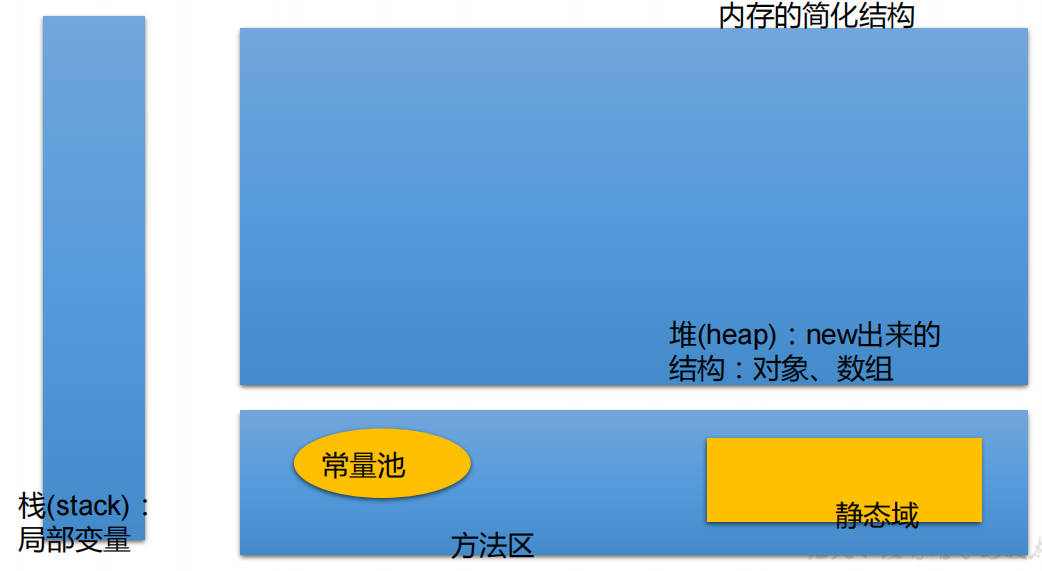 内存的简化结构
堆(heap)：new出来的
结构：对象、数组
常量池
栈(stack)：
局部变量
静态域
方法区